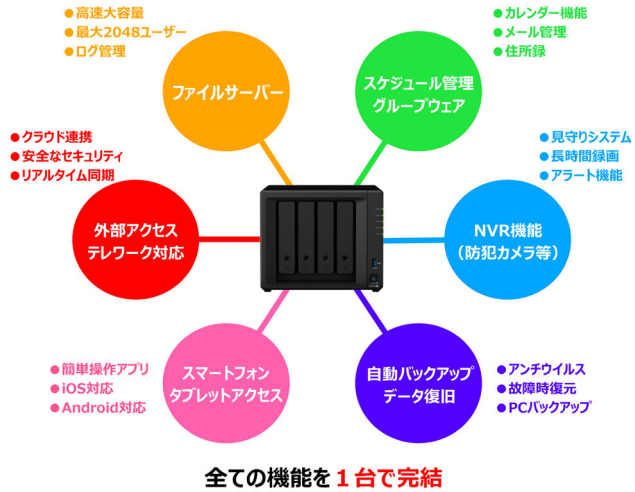 ●高速大容量
●最大2048ユーザー
●ログ管理
ファイルサーバー
●カレンダー機能
●メール管理
●住所録
スケジュール管理
グループウェア
●クラウド連携
●安全なセキュリティ
●リアルタイム同期
外部アクセス
テレワーク対応
●見守りシステム
●長時間録画
●アラート機能
NVR機能
（防犯カメラ等）
●簡単操作アプリ
●iOS対応
●Android対応
スマートフォン
タブレットアクセス
自動バックアップ
データ復旧
●アンチウイルス
●故障時復元
●PCバックアップ
全ての機能を１台で完結